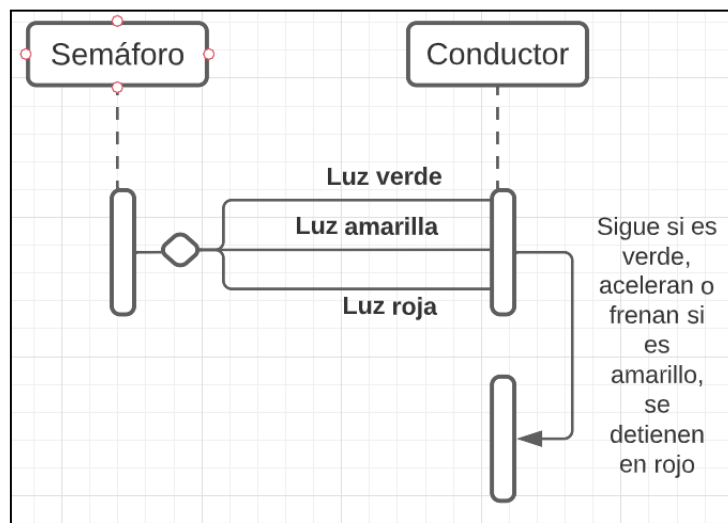 Semáforo
Conductor
Luz verde
Luz amarilla
Luz roja
Sigue si es
verde,
aceleran o
frenan si
es
amarillo,
se
detienen
en rojo